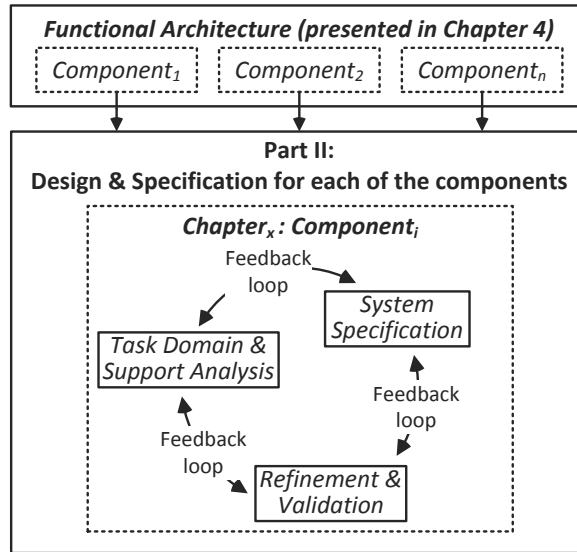 Functional Architecture (presented in Chapter 4)
Component₁ Component₂ Componentₙ
Part II:
Design & Specification for each of the components
Chapterₓ : Componentᵢ
Feedback
loop
System
Specification
Task Domain &
Support Analysis
Feedback
loop
Feedback
loop
Refinement &
Validation